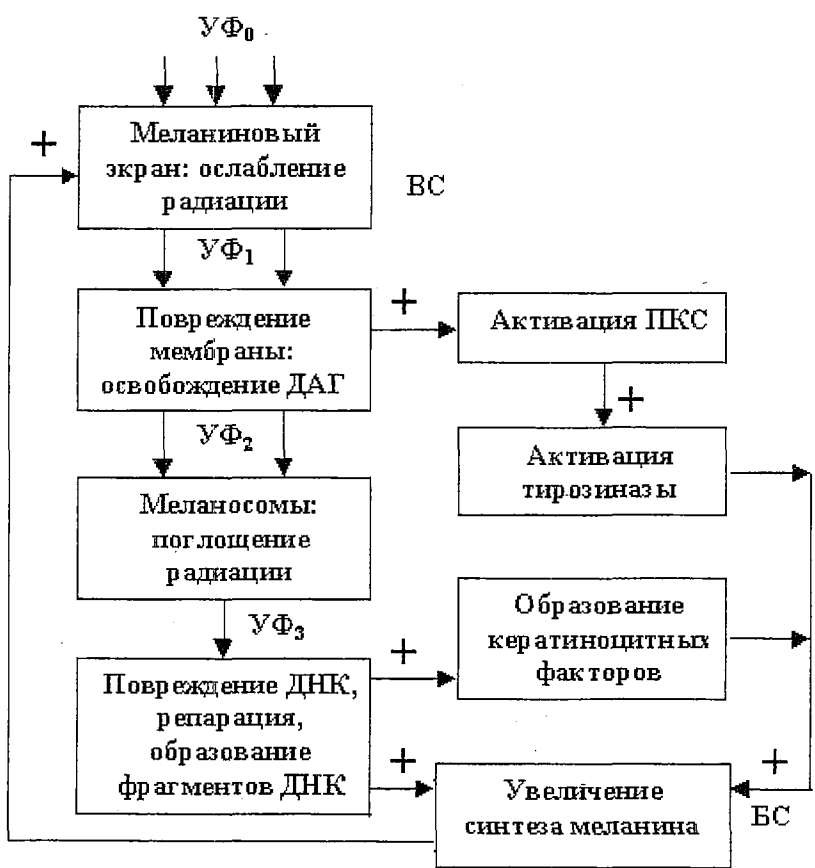 УФ₀
+
Меланиновый
экран: ослабление
радиации
ВС
УФ₁
Повреждение
мембраны:
освобождение ДАГ
+
Активация ПКС
+
УФ₂
Активация
тирозиназы
Меланосомы:
поглощение
радиации
УФ₃
Образование
кератиноцитных
факторов
+
Повреждение ДНК,
репарация,
образование
фрагментов ДНК
+
Увеличение
синтеза меланина
+
БС